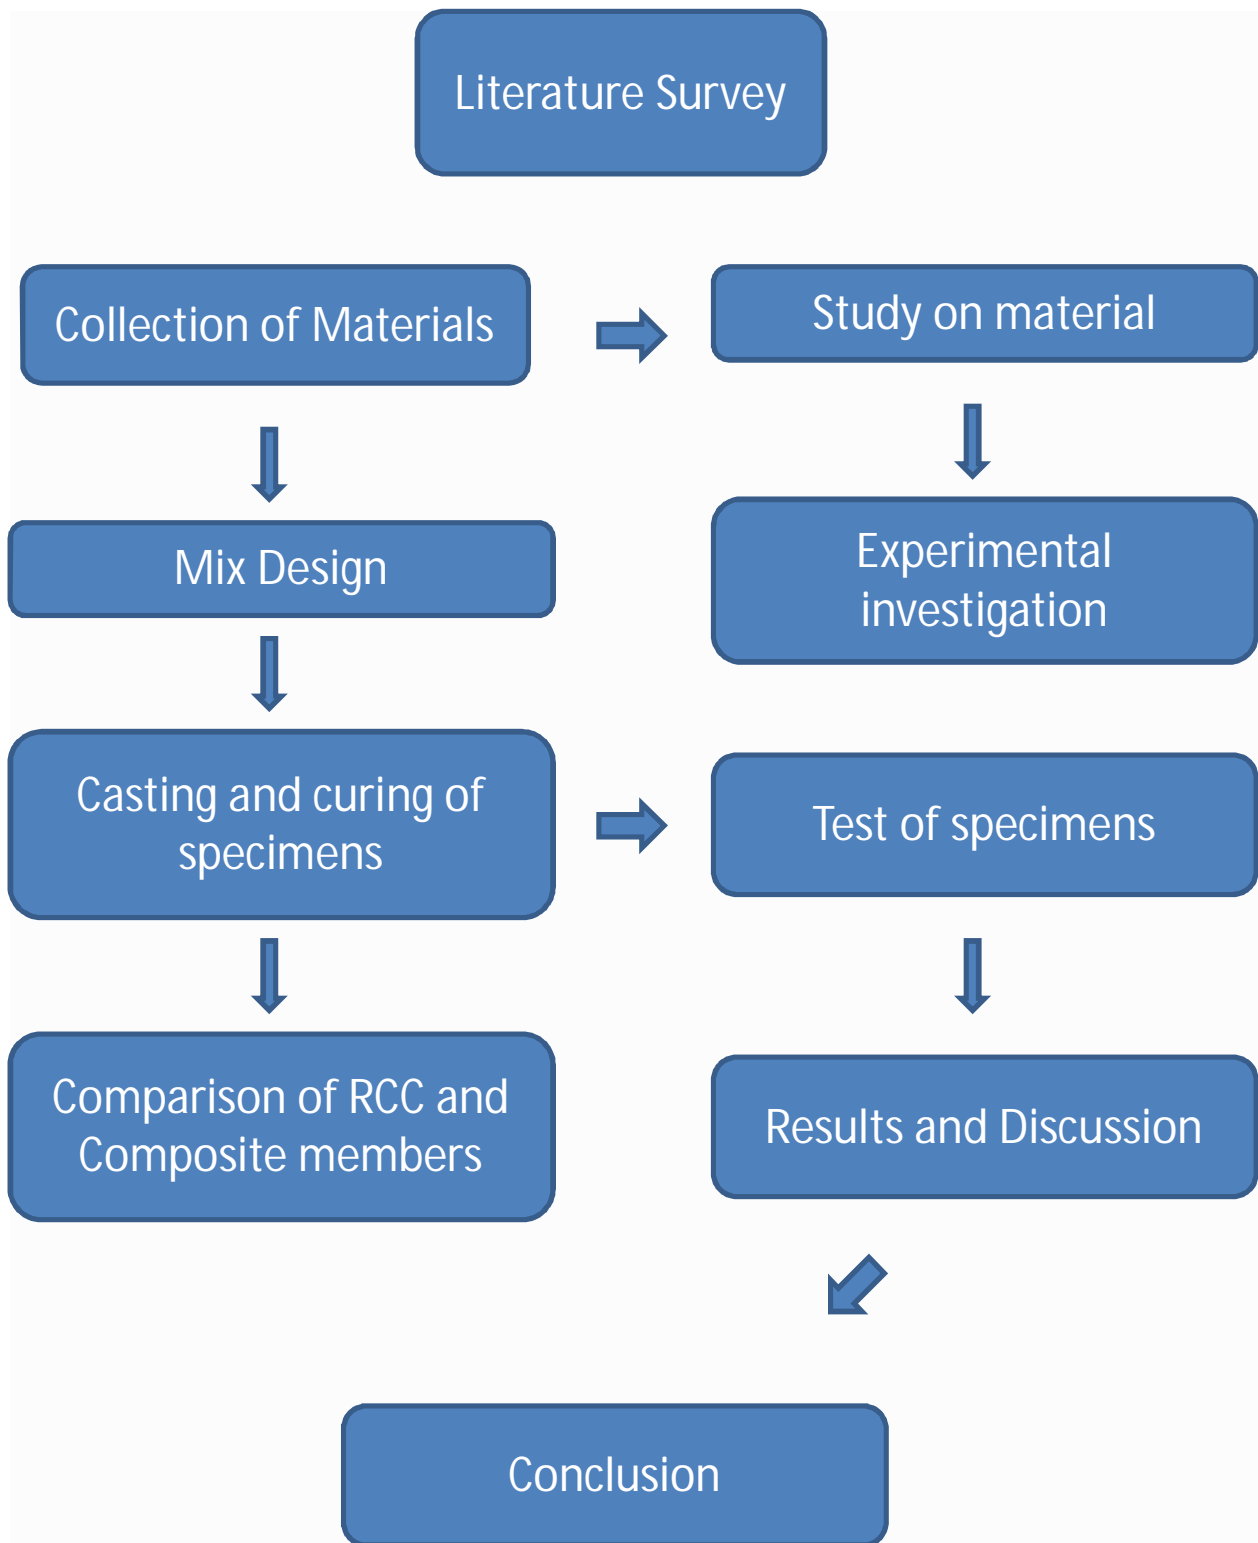 Literature Survey
Collection of Materials
Study on material
Mix Design
Experimental
investigation
Casting and curing of
specimens
Test of specimens
Comparison of RCC and
Composite members
Results and Discussion
Conclusion